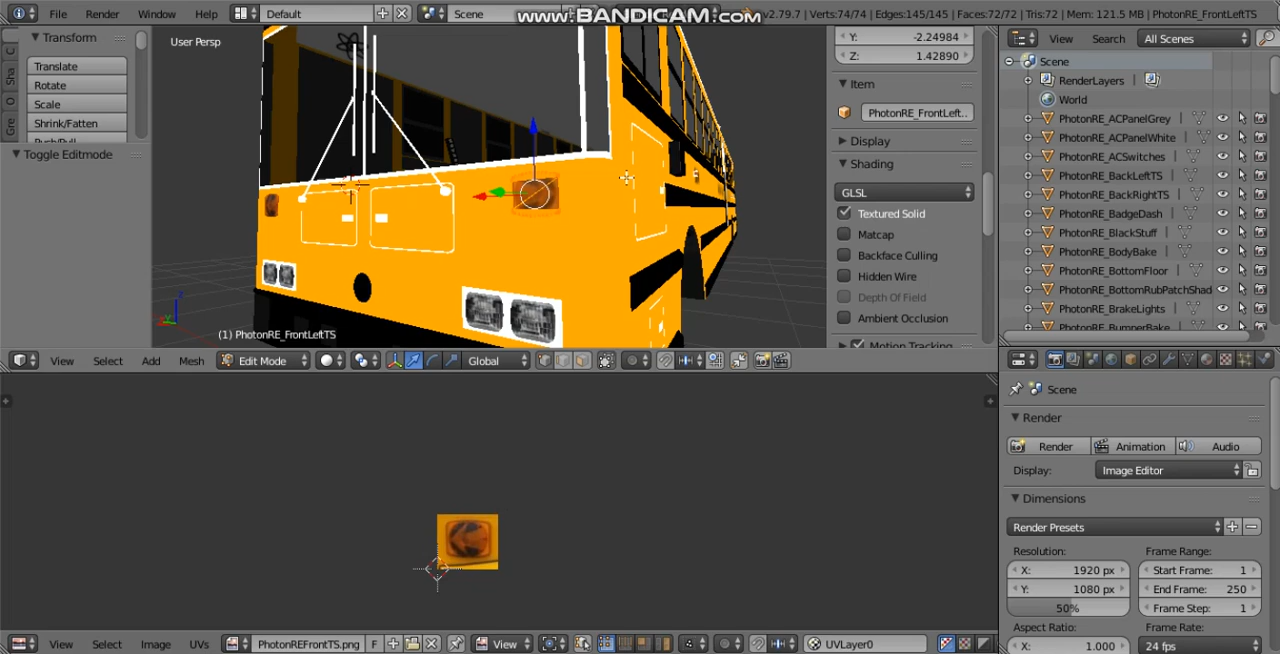 www.BANDICAM.com
File Render Window Help Default Scene v2.79.7 | Verts:74/74 | Edges:145/145 | Faces:72/72 | Tris:72 | Mem: 121.5 MB | PhotonRE_FrontLeftTS
Transform
Translate
Rotate
Scale
Shrink/Fatten
Push/Pull
Toggle Editmode
C
Sha
O
Gre
User Persp
(1) PhotonRE_FrontLeftTS
Y: -2.24984
Z: 1.42890
Item
PhotonRE_FrontLeft..
Display
Shading
GLSL
Textured Solid
Matcap
Backface Culling
Hidden Wire
Depth Of Field
Ambient Occlusion
Motion Tracking
View Search All Scenes
Scene
RenderLayers
World
PhotonRE_ACPanelGrey
PhotonRE_ACPanelWhite
PhotonRE_ACSwitches
PhotonRE_BackLeftTS
PhotonRE_BackRightTS
PhotonRE_BadgeDash
PhotonRE_BlackStuff
PhotonRE_BodyBake
PhotonRE_BottomFloor
PhotonRE_BottomRubPatchShad
PhotonRE_BrakeLights
PhotonRE_BumperBake
View Select Add Mesh Edit Mode Global
Scene
Render
Render Animation Audio
Display: Image Editor
Dimensions
Render Presets
Resolution: Frame Range:
X: 1920 px Start Frame: 1
Y: 1080 px End Frame: 250
50% Frame Step: 1
Aspect Ratio: Frame Rate:
X: 1.000 24 fps
View Select Image UVs PhotonREFrontTS.png F View UVLayer0